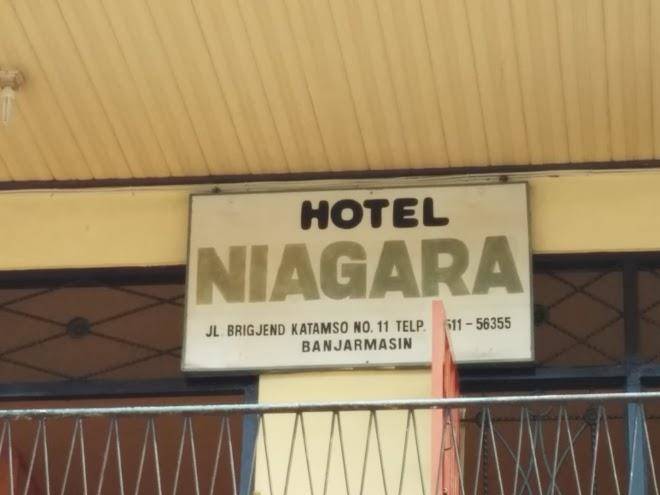 HOTEL
NIAGARA
JL. BRIGJEND KATAMSO NO. 11 TELP. 511 - 56355
BANJARMASIN